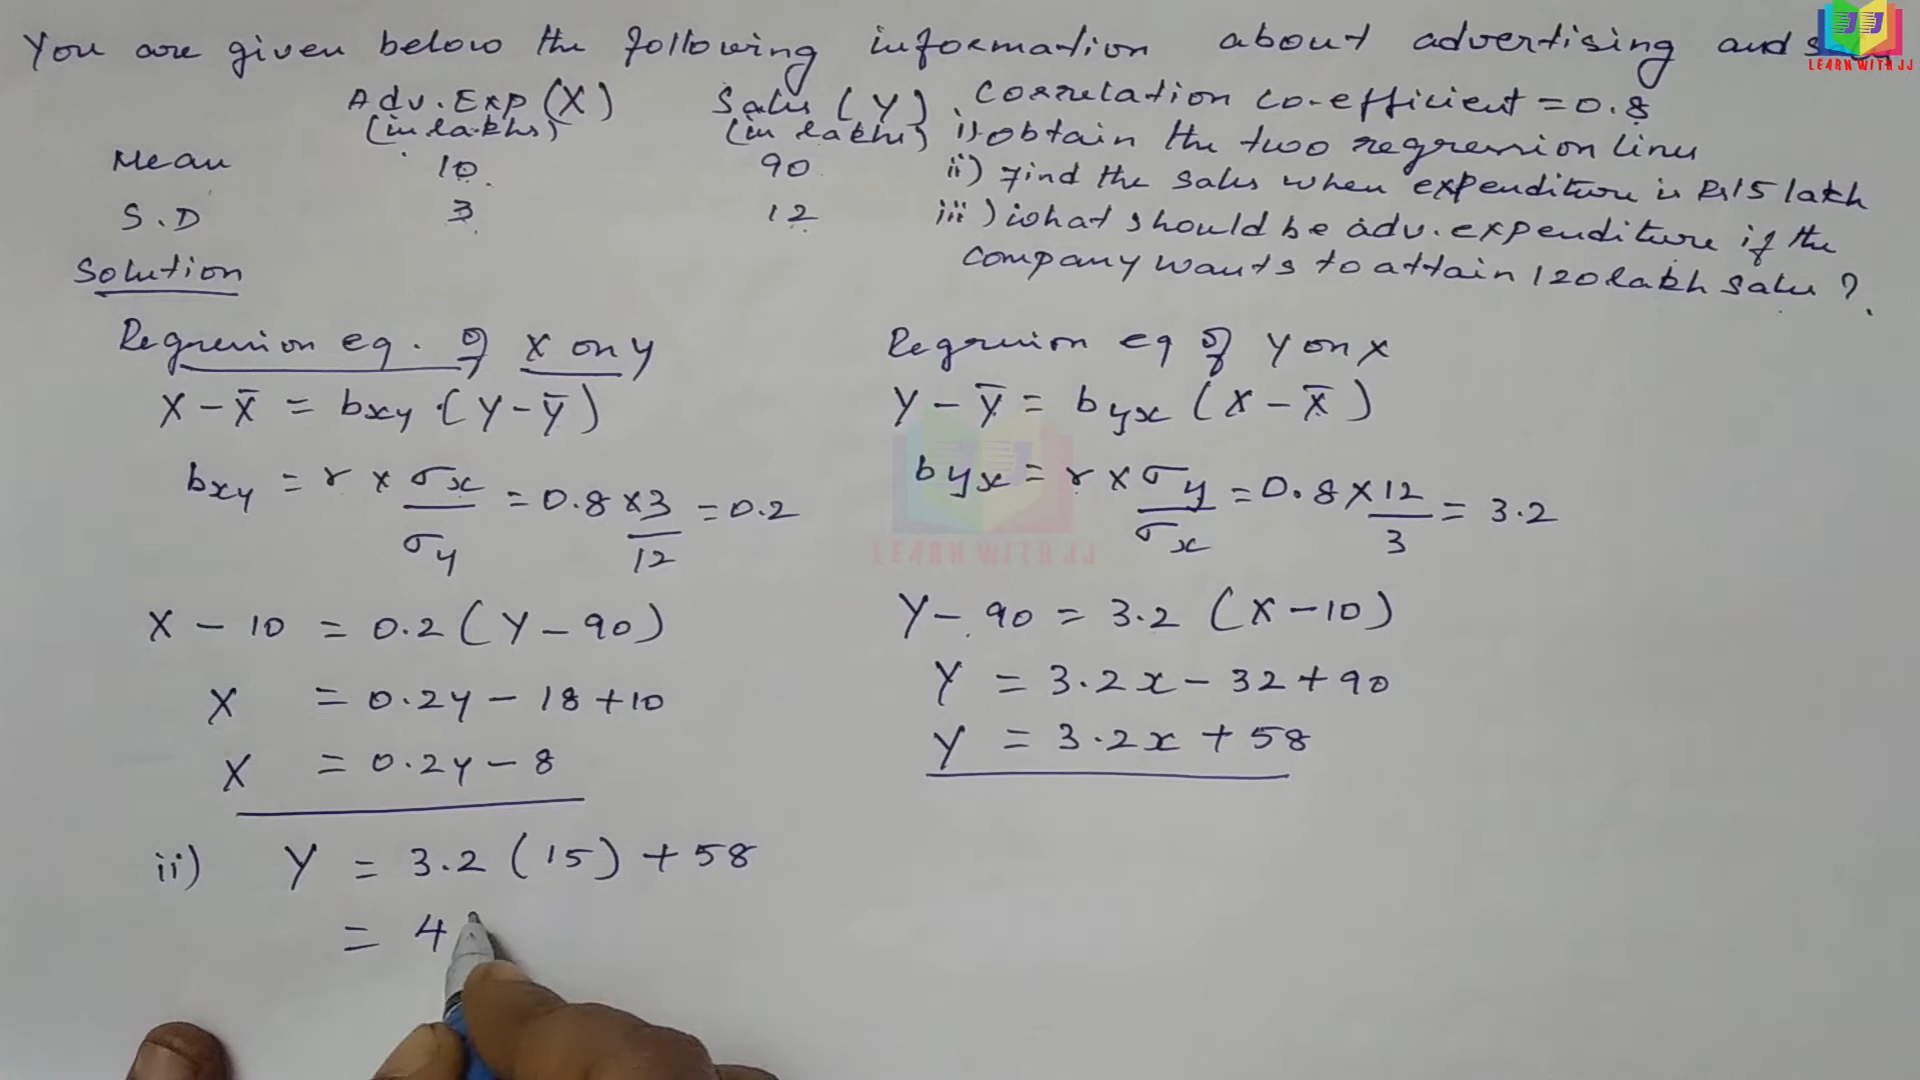 You are given below the following information about advertising and
LEARN WITH JJ
Adv. Exp (X) Sales (Y). Correlation co-efficient = 0.8
(in lakhs) (in lakhs) i) obtain the two regression lines
Mean 10 90 ii) Find the sales when expenditure is Rs15 lakh
S.D 3 12 iii) what should be adv. expenditure if the
company wants to attain 120 lakh sales ?
Solution
Regression eq. of X on y Regression eq of Y on x
X - X̄ = bxy (Y - Ȳ) Y - Ȳ = byx (X - X̄)
bxy = r × σx/σy = 0.8 × 3/12 = 0.2 byx = r × σy/σx = 0.8 × 12/3 = 3.2
LEARN WITH JJ
X - 10 = 0.2 (Y - 90) Y - 90 = 3.2 (X - 10)
X = 0.2y - 18 + 10 Y = 3.2x - 32 + 90
X = 0.2y - 8 Y = 3.2x + 58
ii) Y = 3.2 (15) + 58
= 4